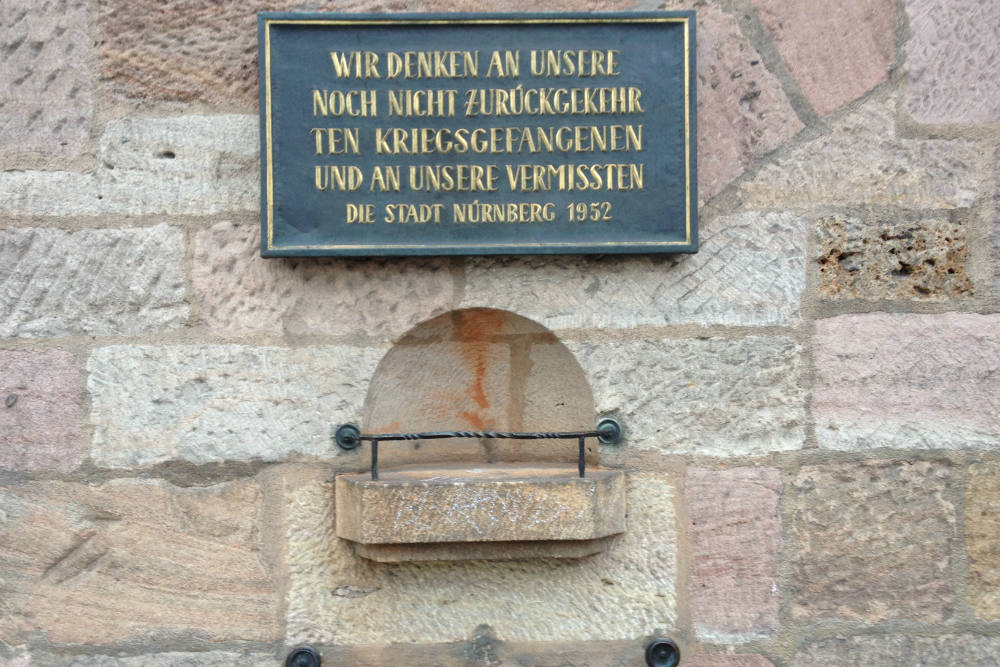 WIR DENKEN AN UNSERE
NOCH NICHT ZURÜCKGEKEHR
TEN KRIEGSGEFANGENEN
UND AN UNSERE VERMISSTEN
DIE STADT NÜRNBERG 1952